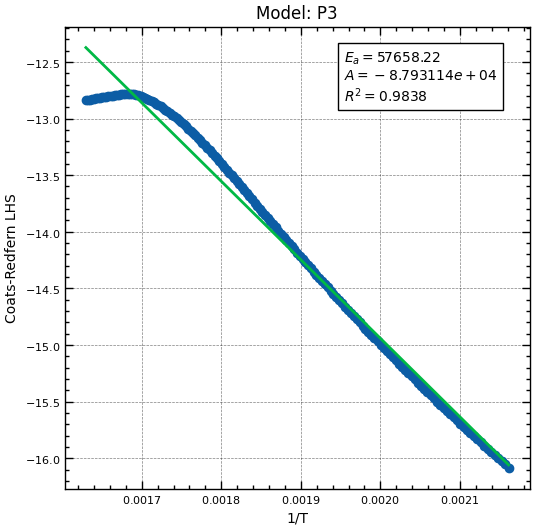 Model: P3
Eₐ = 57658.22
A = − 8.793114e + 04
R² = 0.9838
Coats-Redfern LHS
−12.5
−13.0
−13.5
−14.0
−14.5
−15.0
−15.5
−16.0
0.0017 0.0018 0.0019 0.0020 0.0021
1/T